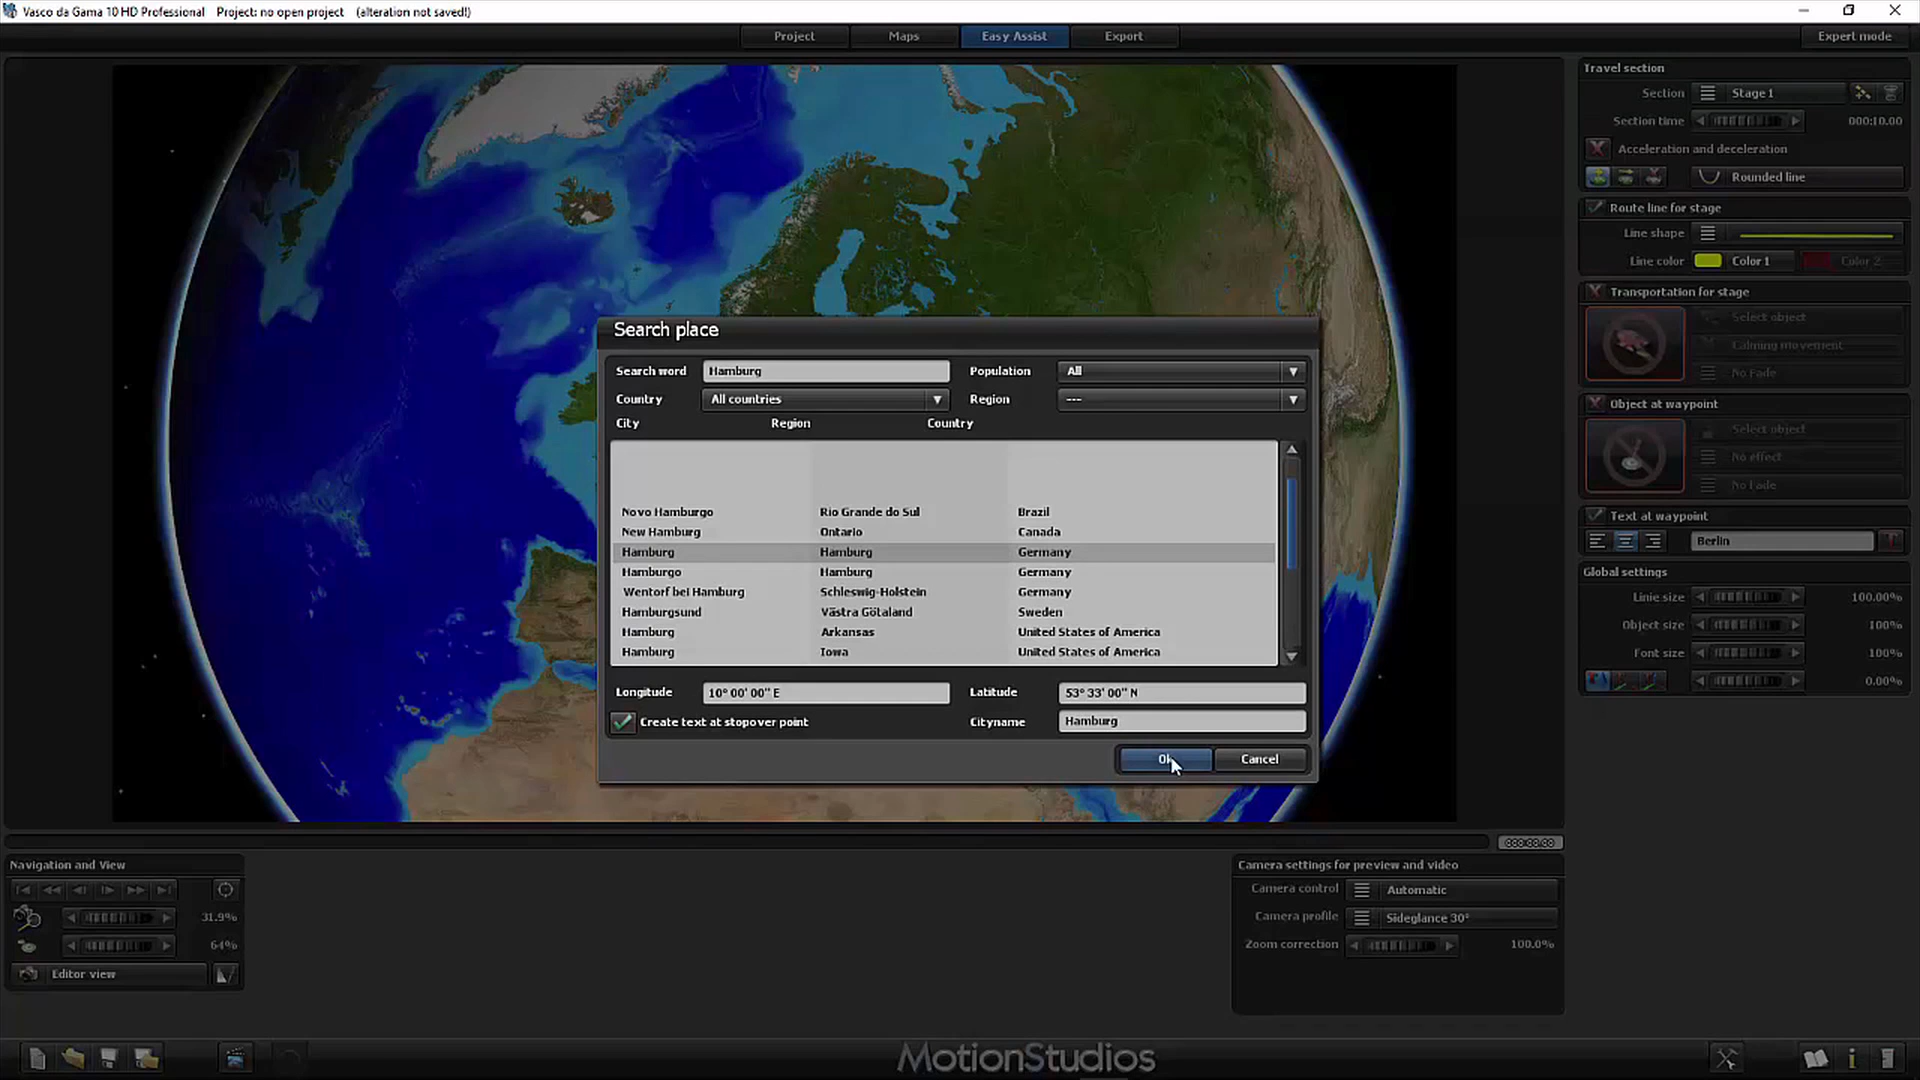 Vasco da Gama 10 HD Professional Project: no open project (alteration not saved!)
Project Maps Easy Assist Export Expert mode
Travel section
Section Stage 1
Section time 000:10.00
Acceleration and deceleration
Rounded line
Route line for stage
Line shape
Line color Color 1 Color 2
Transportation for stage
Select object
Calming movement
No Fade
Object at waypoint
Select object
No effect
No Fade
Text at waypoint
Berlin
Global settings
Linie size 100.00%
Object size 100%
Font size 100%
0.00%
Search place
Search word Hamburg Population All
Country All countries Region ---
City Region Country
Novo Hamburgo Rio Grande do Sul Brazil
New Hamburg Ontario Canada
Hamburg Hamburg Germany
Hamburgo Hamburg Germany
Wentorf bei Hamburg Schleswig-Holstein Germany
Hamburgsund Västra Götaland Sweden
Hamburg Arkansas United States of America
Hamburg Iowa United States of America
Longitude 10° 00' 00'' E Latitude 53° 33' 00'' N
Create text at stopover point Cityname Hamburg
Ok Cancel
000:00:00
Navigation and View
31.9%
64%
Editor view
Camera settings for preview and video
Camera control Automatic
Camera profile Sideglance 30°
Zoom correction 100.0%
MotionStudios